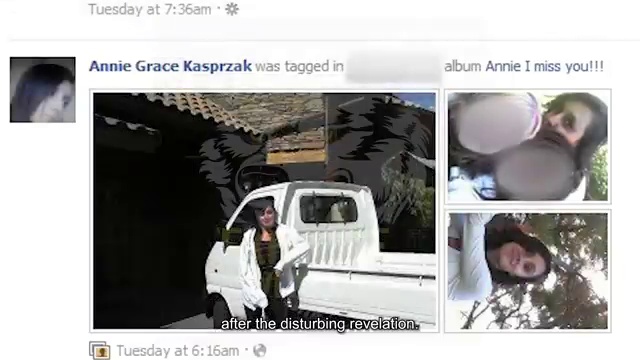 Tuesday at 7:36am ·
Annie Grace Kasprzak was tagged in album Annie I miss you!!!
after the disturbing revelation.
Tuesday at 6:16am ·